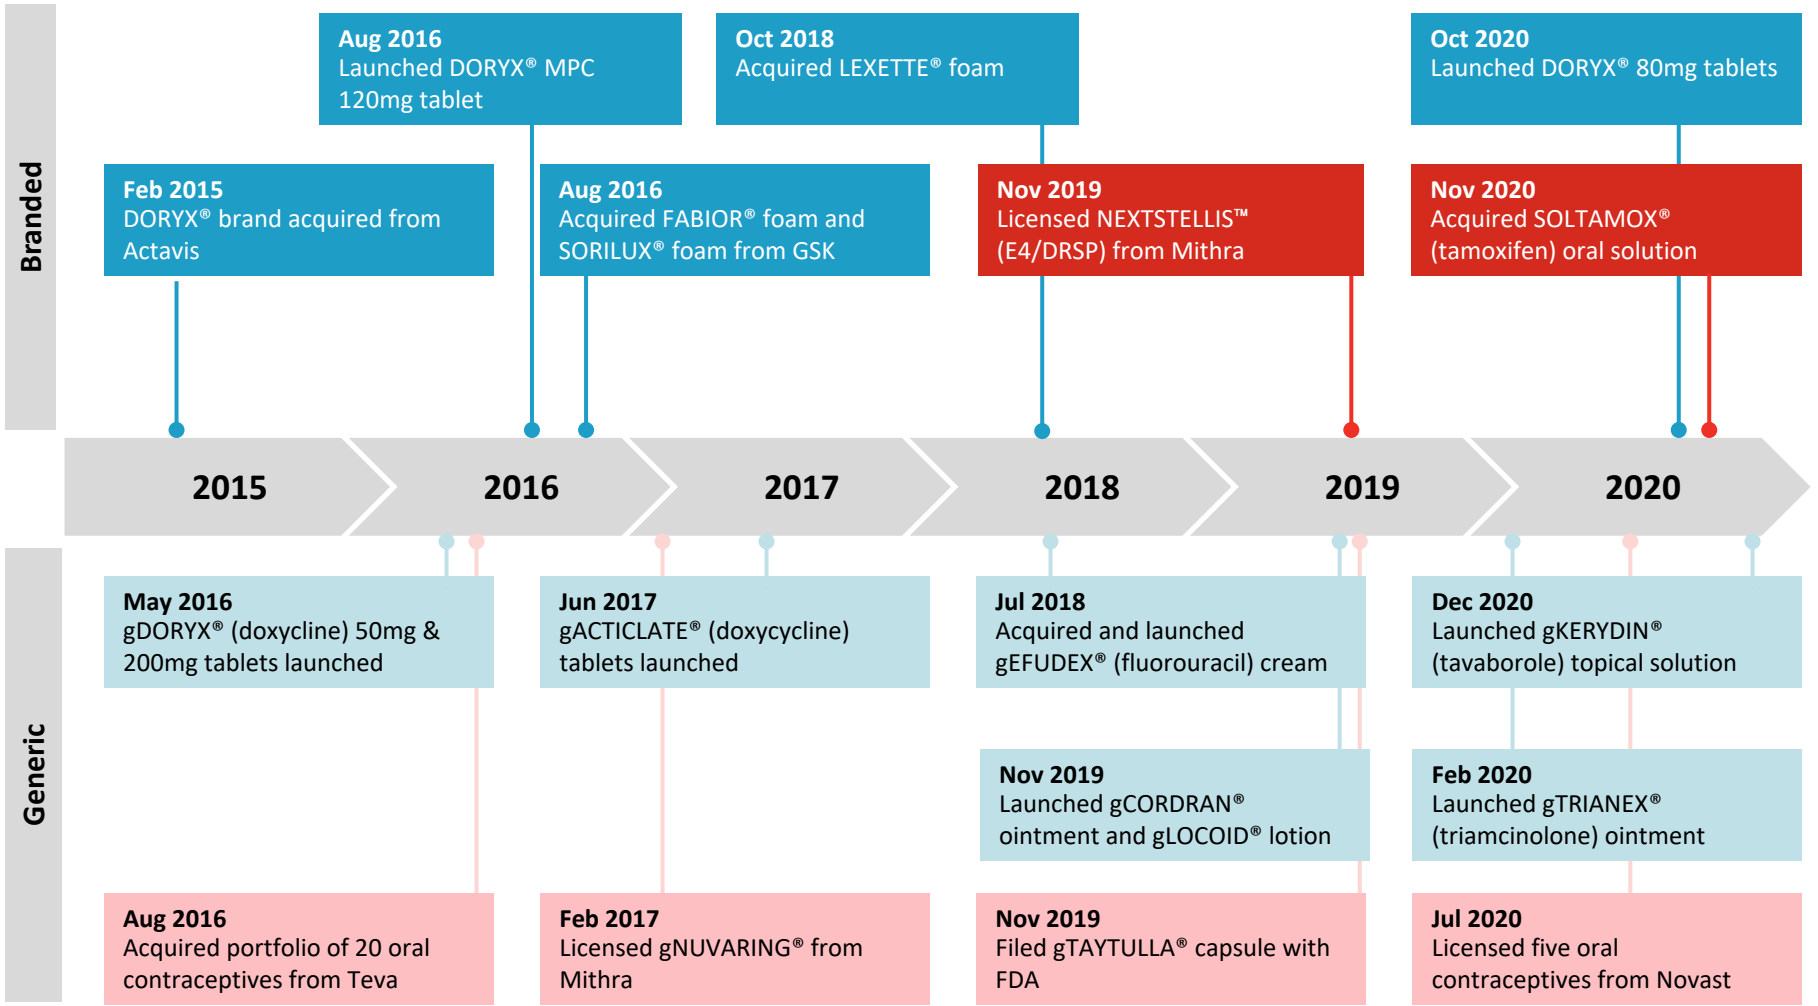 Branded
Aug 2016
Launched DORYX® MPC
120mg tablet
Oct 2018
Acquired LEXETTE® foam
Oct 2020
Launched DORYX® 80mg tablets
Feb 2015
DORYX® brand acquired from
Actavis
Aug 2016
Acquired FABIOR® foam and
SORILUX® foam from GSK
Nov 2019
Licensed NEXTSTELLIS™
(E4/DRSP) from Mithra
Nov 2020
Acquired SOLTAMOX®
(tamoxifen) oral solution
2015
2016
2017
2018
2019
2020
Generic
May 2016
gDORYX® (doxycline) 50mg &
200mg tablets launched
Jun 2017
gACTICLATE® (doxycycline)
tablets launched
Jul 2018
Acquired and launched
gEFUDEX® (fluorouracil) cream
Dec 2020
Launched gKERYDIN®
(tavaborole) topical solution
Nov 2019
Launched gCORDRAN®
ointment and gLOCOID® lotion
Feb 2020
Launched gTRIANEX®
(triamcinolone) ointment
Aug 2016
Acquired portfolio of 20 oral
contraceptives from Teva
Feb 2017
Licensed gNUVARING® from
Mithra
Nov 2019
Filed gTAYTULLA® capsule with
FDA
Jul 2020
Licensed five oral
contraceptives from Novast